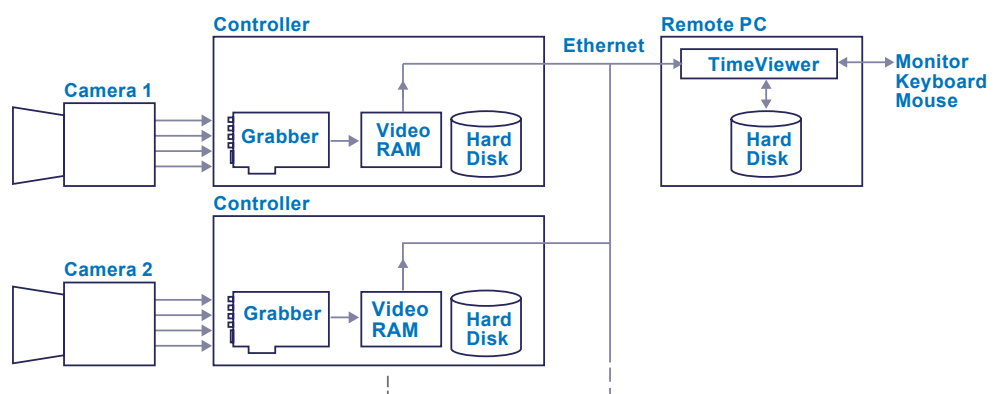 Controller
Remote PC
Ethernet
TimeViewer
Monitor
Keyboard
Mouse
Camera 1
Grabber
Video
RAM
Hard
Disk
Hard
Disk
Controller
Camera 2
Grabber
Video
RAM
Hard
Disk